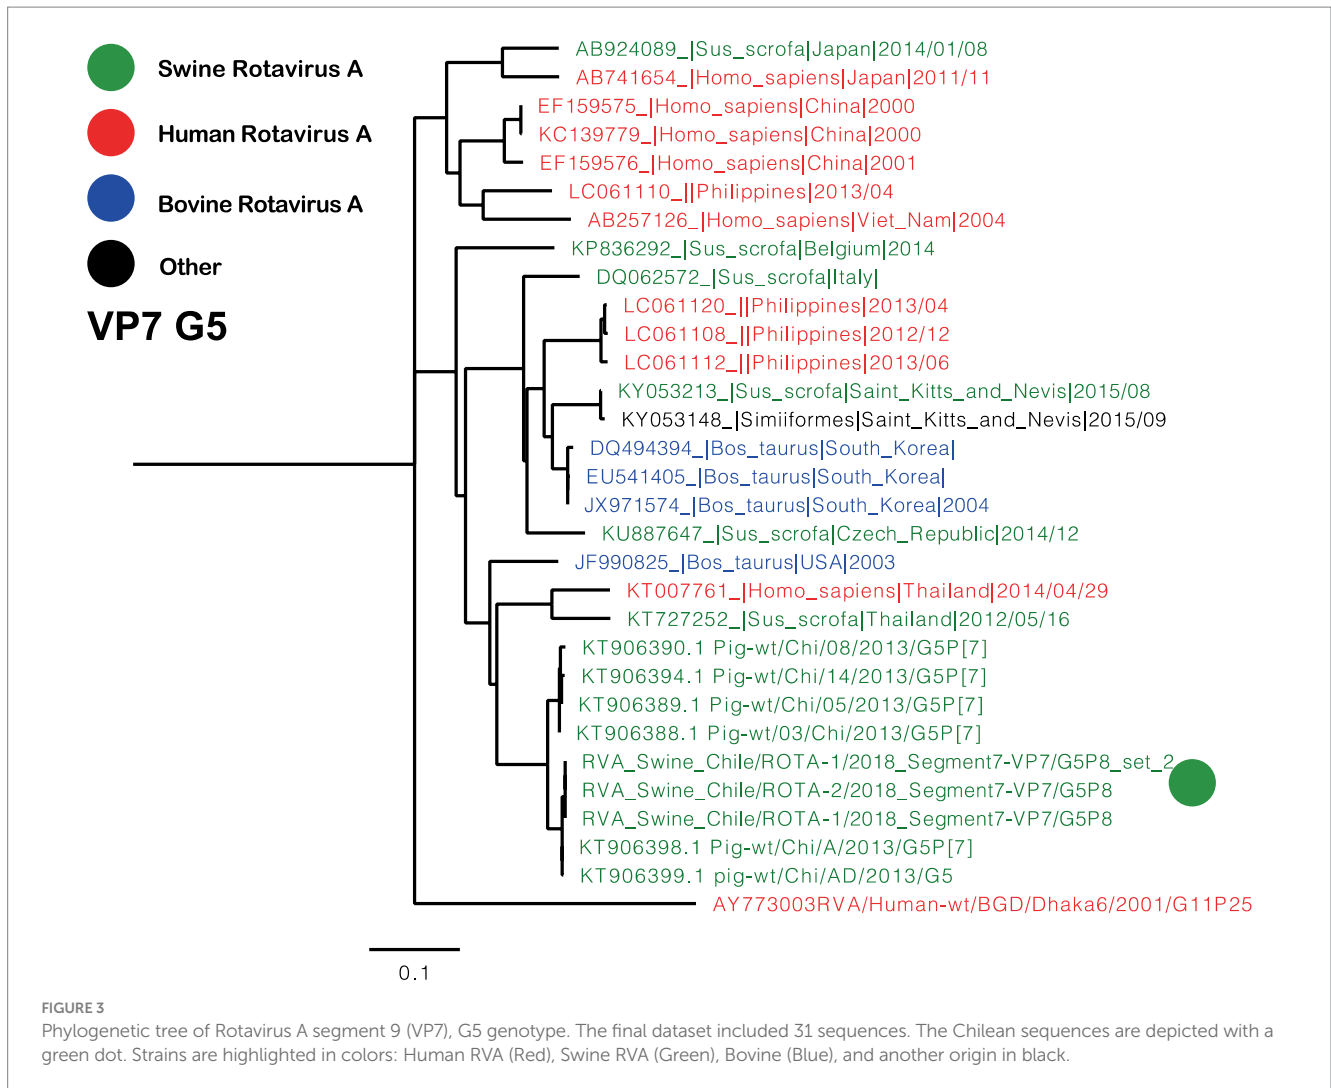 Swine Rotavirus A
Human Rotavirus A
Bovine Rotavirus A
Other
VP7 G5
AB924089_|Sus_scrofa|Japan|2014/01/08
AB741654_|Homo_sapiens|Japan|2011/11
EF159575_|Homo_sapiens|China|2000
KC139779_|Homo_sapiens|China|2000
EF159576_|Homo_sapiens|China|2001
LC061110_||Philippines|2013/04
AB257126_|Homo_sapiens|Viet_Nam|2004
KP836292_|Sus_scrofa|Belgium|2014
DQ062572_|Sus_scrofa|Italy|
LC061120_||Philippines|2013/04
LC061108_||Philippines|2012/12
LC061112_||Philippines|2013/06
KY053213_|Sus_scrofa|Saint_Kitts_and_Nevis|2015/08
KY053148_|Simiiformes|Saint_Kitts_and_Nevis|2015/09
DQ494394_|Bos_taurus|South_Korea|
EU541405_|Bos_taurus|South_Korea|
JX971574_|Bos_taurus|South_Korea|2004
KU887647_|Sus_scrofa|Czech_Republic|2014/12
JF990825_|Bos_taurus|USA|2003
KT007761_|Homo_sapiens|Thailand|2014/04/29
KT727252_|Sus_scrofa|Thailand|2012/05/16
KT906390.1 Pig-wt/Chi/08/2013/G5P[7]
KT906394.1 Pig-wt/Chi/14/2013/G5P[7]
KT906389.1 Pig-wt/Chi/05/2013/G5P[7]
KT906388.1 Pig-wt/03/Chi/2013/G5P[7]
RVA_Swine_Chile/ROTA-1/2018_Segment7-VP7/G5P8_set_2
RVA_Swine_Chile/ROTA-2/2018_Segment7-VP7/G5P8
RVA_Swine_Chile/ROTA-1/2018_Segment7-VP7/G5P8
KT906398.1 Pig-wt/Chi/A/2013/G5P[7]
KT906399.1 pig-wt/Chi/AD/2013/G5
AY773003RVA/Human-wt/BGD/Dhaka6/2001/G11P25
0.1
FIGURE 3
Phylogenetic tree of Rotavirus A segment 9 (VP7), G5 genotype. The final dataset included 31 sequences. The Chilean sequences are depicted with a
green dot. Strains are highlighted in colors: Human RVA (Red), Swine RVA (Green), Bovine (Blue), and another origin in black.